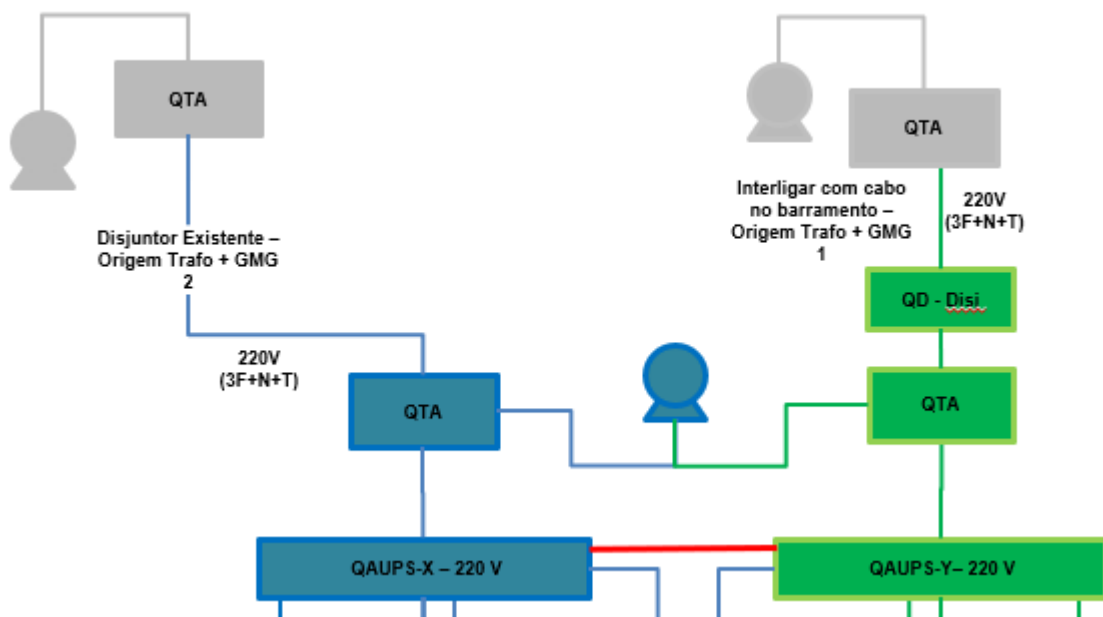 QTA
QTA
Interligar com cabo
no barramento –
Origem Trafo + GMG
1
220V
(3F+N+T)
Disjuntor Existente –
Origem Trafo + GMG
2
QD - Disj
220V
(3F+N+T)
QTA
QTA
QAUPS-X – 220 V
QAUPS-Y– 220 V